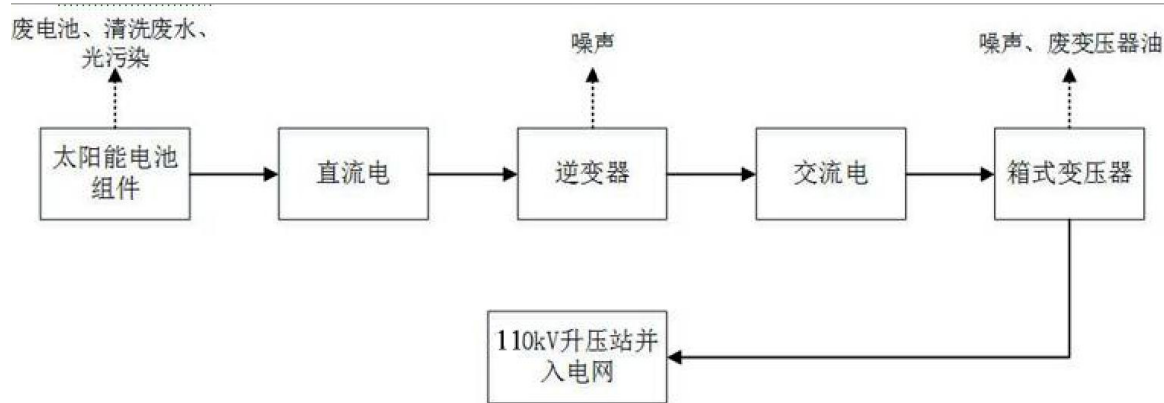 废电池、清洗废水、
光污染
噪声
噪声、废变压器油
太阳能电池
组件
直流电
逆变器
交流电
箱式变压器
110kV升压站并
入电网